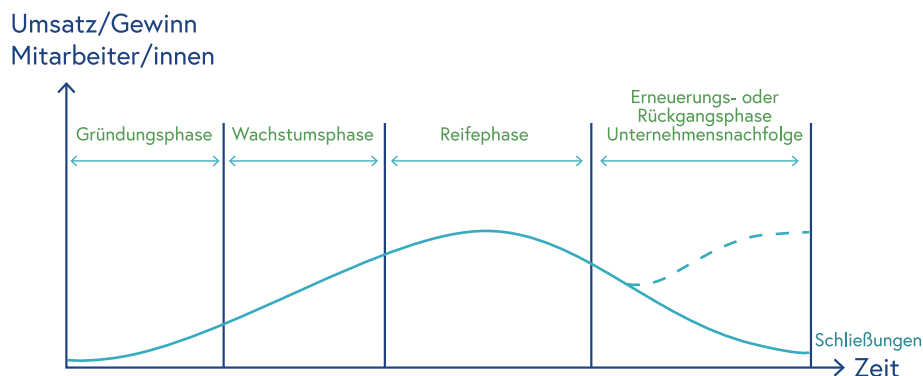 Umsatz/Gewinn
Mitarbeiter/innen
Gründungsphase
Wachstumsphase
Reifephase
Erneuerungs- oder
Rückgangsphase
Unternehmensnachfolge
Schließungen
Zeit